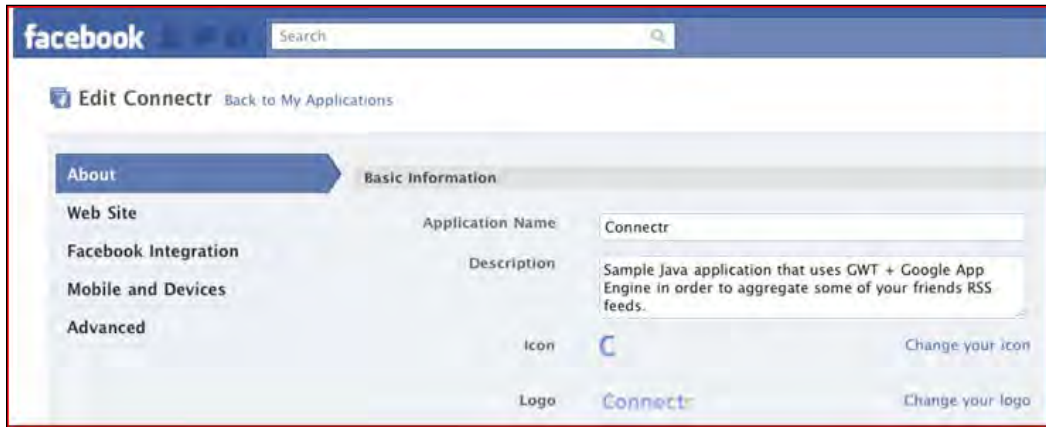 facebook Search
Edit Connectr Back to My Applications
About
Web Site
Facebook Integration
Mobile and Devices
Advanced
Basic Information
Application Name Connectr
Description Sample Java application that uses GWT + Google App
Engine in order to aggregate some of your friends RSS
feeds.
Icon C Change your icon
Logo Connectr Change your logo